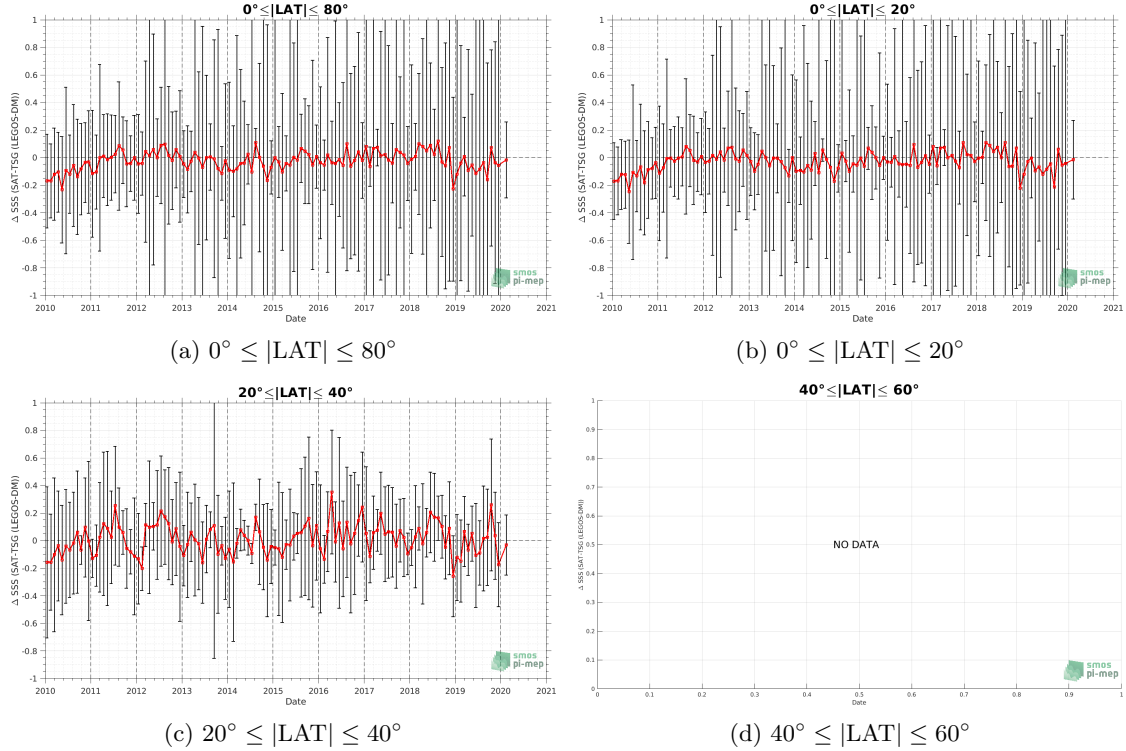 0°≤|LAT|≤ 80°
1
0.8
0.6
0.4
0.2
0
-0.2
-0.4
-0.6
-0.8
-1
Δ SSS (SAT-TSG (LEGOS-DM))
2010 2011 2012 2013 2014 2015 2016 2017 2018 2019 2020 2021
Date
smos
pi-mep
(a) 0° ≤ |LAT| ≤ 80°
0°≤|LAT|≤ 20°
1
0.8
0.6
0.4
0.2
0
-0.2
-0.4
-0.6
-0.8
-1
Δ SSS (SAT-TSG (LEGOS-DM))
2010 2011 2012 2013 2014 2015 2016 2017 2018 2019 2020 2021
Date
smos
pi-mep
(b) 0° ≤ |LAT| ≤ 20°
20°≤|LAT|≤ 40°
1
0.8
0.6
0.4
0.2
0
-0.2
-0.4
-0.6
-0.8
-1
Δ SSS (SAT-TSG (LEGOS-DM))
2010 2011 2012 2013 2014 2015 2016 2017 2018 2019 2020 2021
Date
smos
pi-mep
(c) 20° ≤ |LAT| ≤ 40°
40°≤|LAT|≤ 60°
1
0.9
0.8
0.7
0.6
0.5
0.4
0.3
0.2
0.1
0
Δ SSS (SAT-TSG (LEGOS-DM))
NO DATA
0 0.1 0.2 0.3 0.4 0.5 0.6 0.7 0.8 0.9 1
Date
smos
pi-mep
(d) 40° ≤ |LAT| ≤ 60°